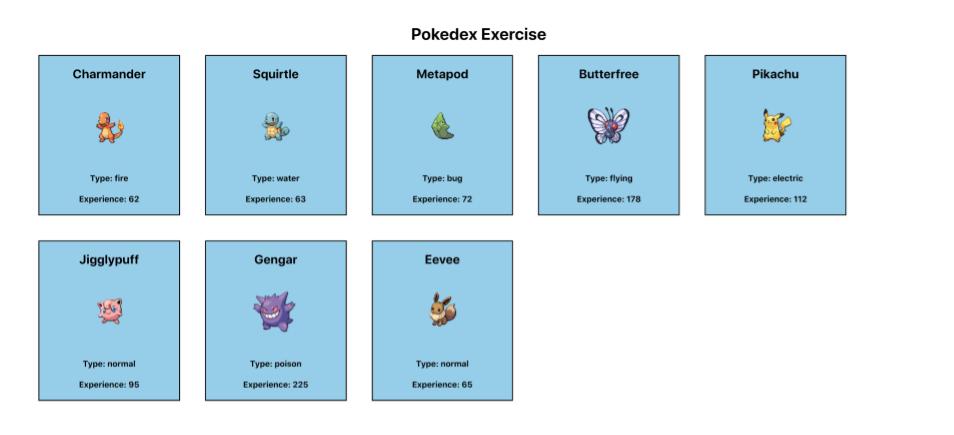 Pokedex Exercise
Charmander
Type: fire
Experience: 62
Squirtle
Type: water
Experience: 63
Metapod
Type: bug
Experience: 72
Butterfree
Type: flying
Experience: 178
Pikachu
Type: electric
Experience: 112
Jigglypuff
Type: normal
Experience: 95
Gengar
Type: poison
Experience: 225
Eevee
Type: normal
Experience: 65